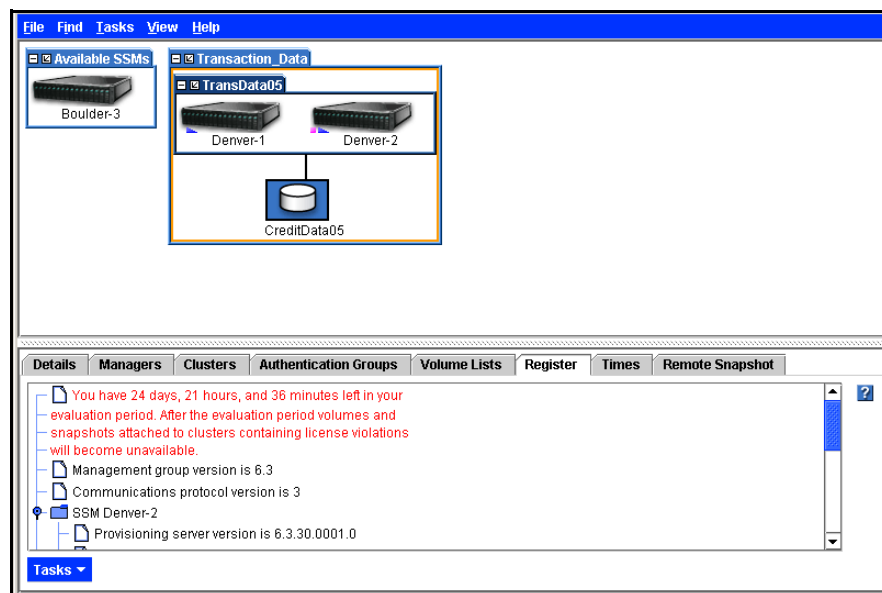 File Find Tasks View Help
Available SSMs
Transaction_Data
TransData05
Boulder-3
Denver-1
Denver-2
CreditData05
Details Managers Clusters Authentication Groups Volume Lists Register Times Remote Snapshot
You have 24 days, 21 hours, and 36 minutes left in your
evaluation period. After the evaluation period volumes and
snapshots attached to clusters containing license violations
will become unavailable.
?
Management group version is 6.3
Communications protocol version is 3
SSM Denver-2
Provisioning server version is 6.3.30.0001.0
Tasks